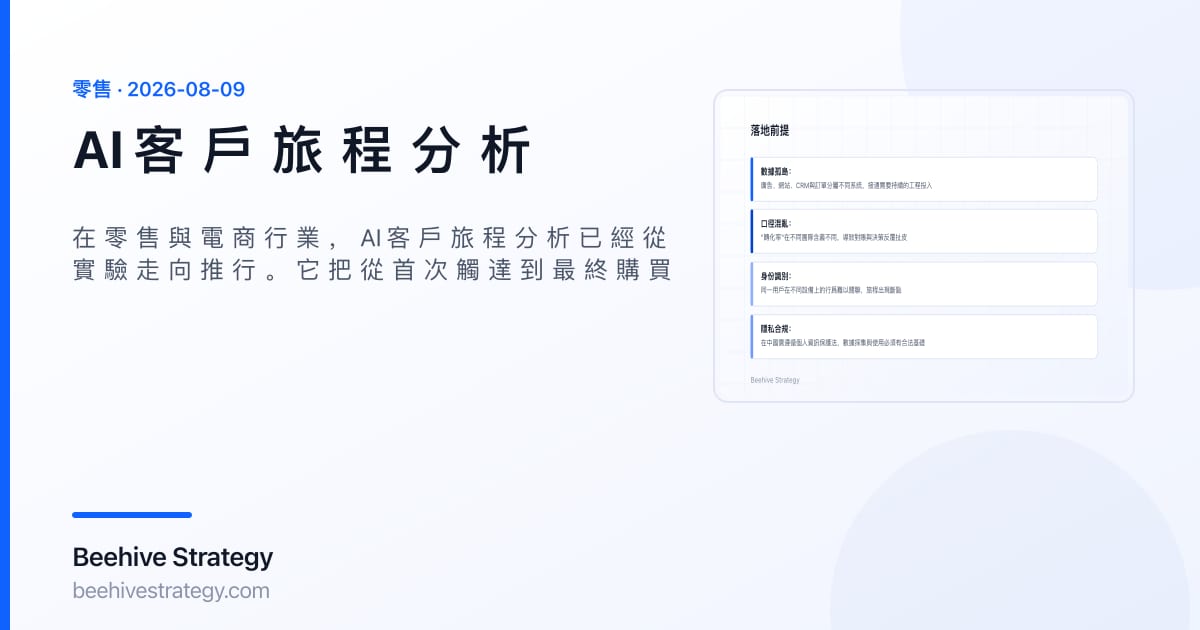 零售 · 2026-08-09
AI客戶旅程分析
在零售與電商行業，AI客戶旅程分析已經從
實驗走向推行。它把從首次觸達到最終購買
落地前提
數據孤島：
廣告、網站、CRM與訂單分屬不同系統，接通需要持續的工程投入
口徑混亂：
"轉化率"在不同團隊含義不同，導致對賬與決策反覆扯皮
身份識別：
同一用戶在不同設備上的行爲難以關聯，旅程出現斷點
隱私合規：
在中國需遵循個人資訊保護法，數據採集與使用必須有合法基礎
Beehive Strategy
Beehive Strategy
beehivestrategy.com